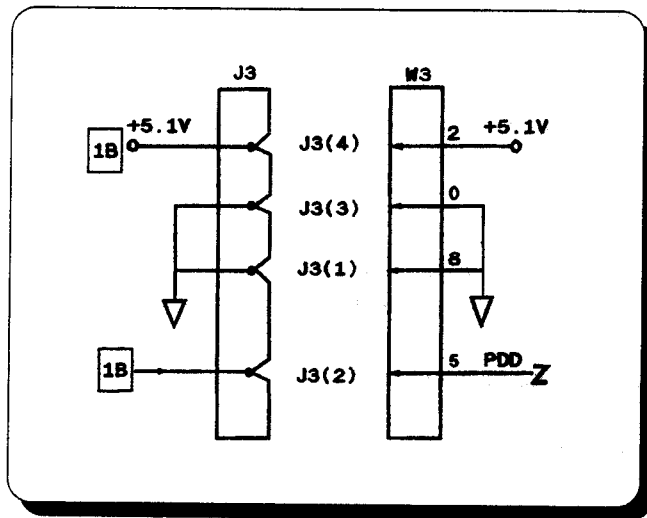 J3 W3
+5.1V 1B J3(4) 2 +5.1V
J3(3) 0
J3(1) 8
1B J3(2) 5 PDD Z